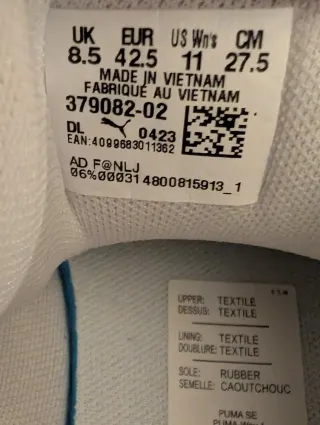 UK EUR US Wn's CM
8.5 42.5 11 27.5
MADE IN VIETNAM
FABRIQUÉ AU VIETNAM
379082-02
DL 0423
EAN:4099683011362
AD F@NLJ
06%000314800815913_1
UPPER: TEXTILE
DESSUS: TEXTILE
LINING: TEXTILE
DOUBLURE: TEXTILE
SOLE: RUBBER
SEMELLE: CAOUTCHOUC
PUMA SE